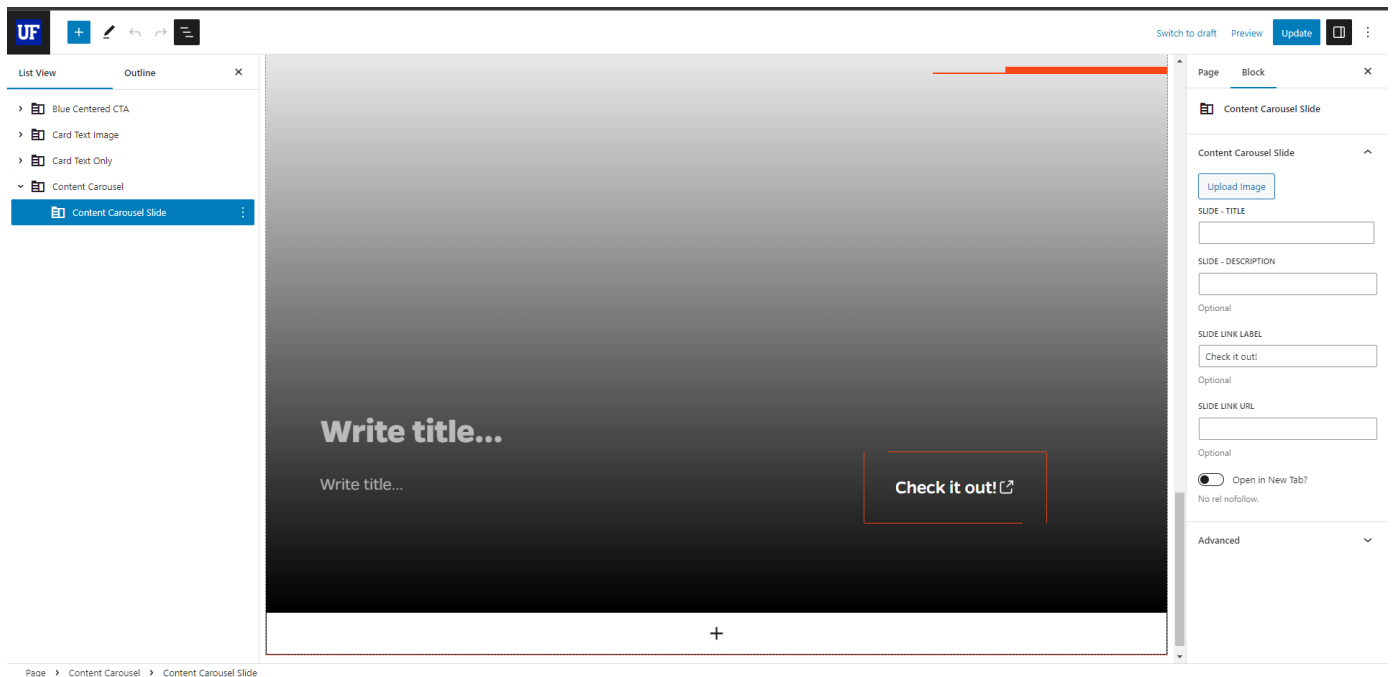 UF
Switch to draft Preview Update
List View Outline
Blue Centered CTA
Card Text Image
Card Text Only
Content Carousel
Content Carousel Slide
Write title...
Write title...
Check it out!
Page Block
Content Carousel Slide
Content Carousel Slide
Upload Image
SLIDE - TITLE
SLIDE - DESCRIPTION
Optional
SLIDE LINK LABEL
Check it out!
Optional
SLIDE LINK URL
Optional
Open in New Tab?
No rel nofollow.
Advanced
Page > Content Carousel > Content Carousel Slide